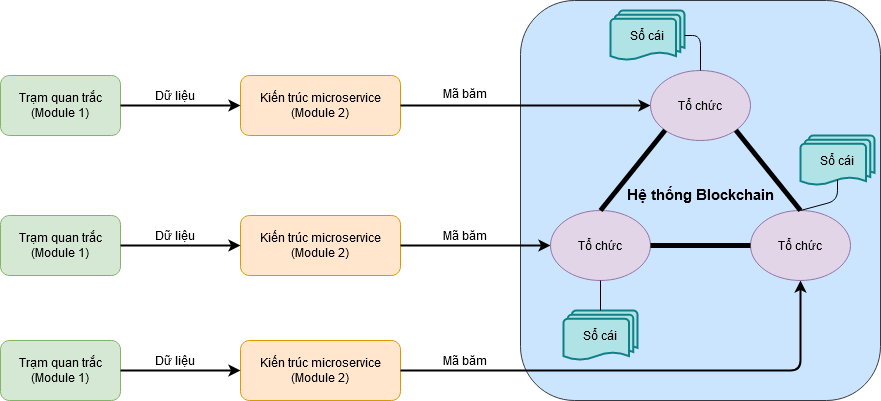 Sổ cái
Trạm quan trắc
(Module 1)
Dữ liệu
Kiến trúc microservice
(Module 2)
Mã băm
Tổ chức
Sổ cái
Hệ thống Blockchain
Trạm quan trắc
(Module 1)
Dữ liệu
Kiến trúc microservice
(Module 2)
Mã băm
Tổ chức
Tổ chức
Sổ cái
Trạm quan trắc
(Module 1)
Dữ liệu
Kiến trúc microservice
(Module 2)
Mã băm